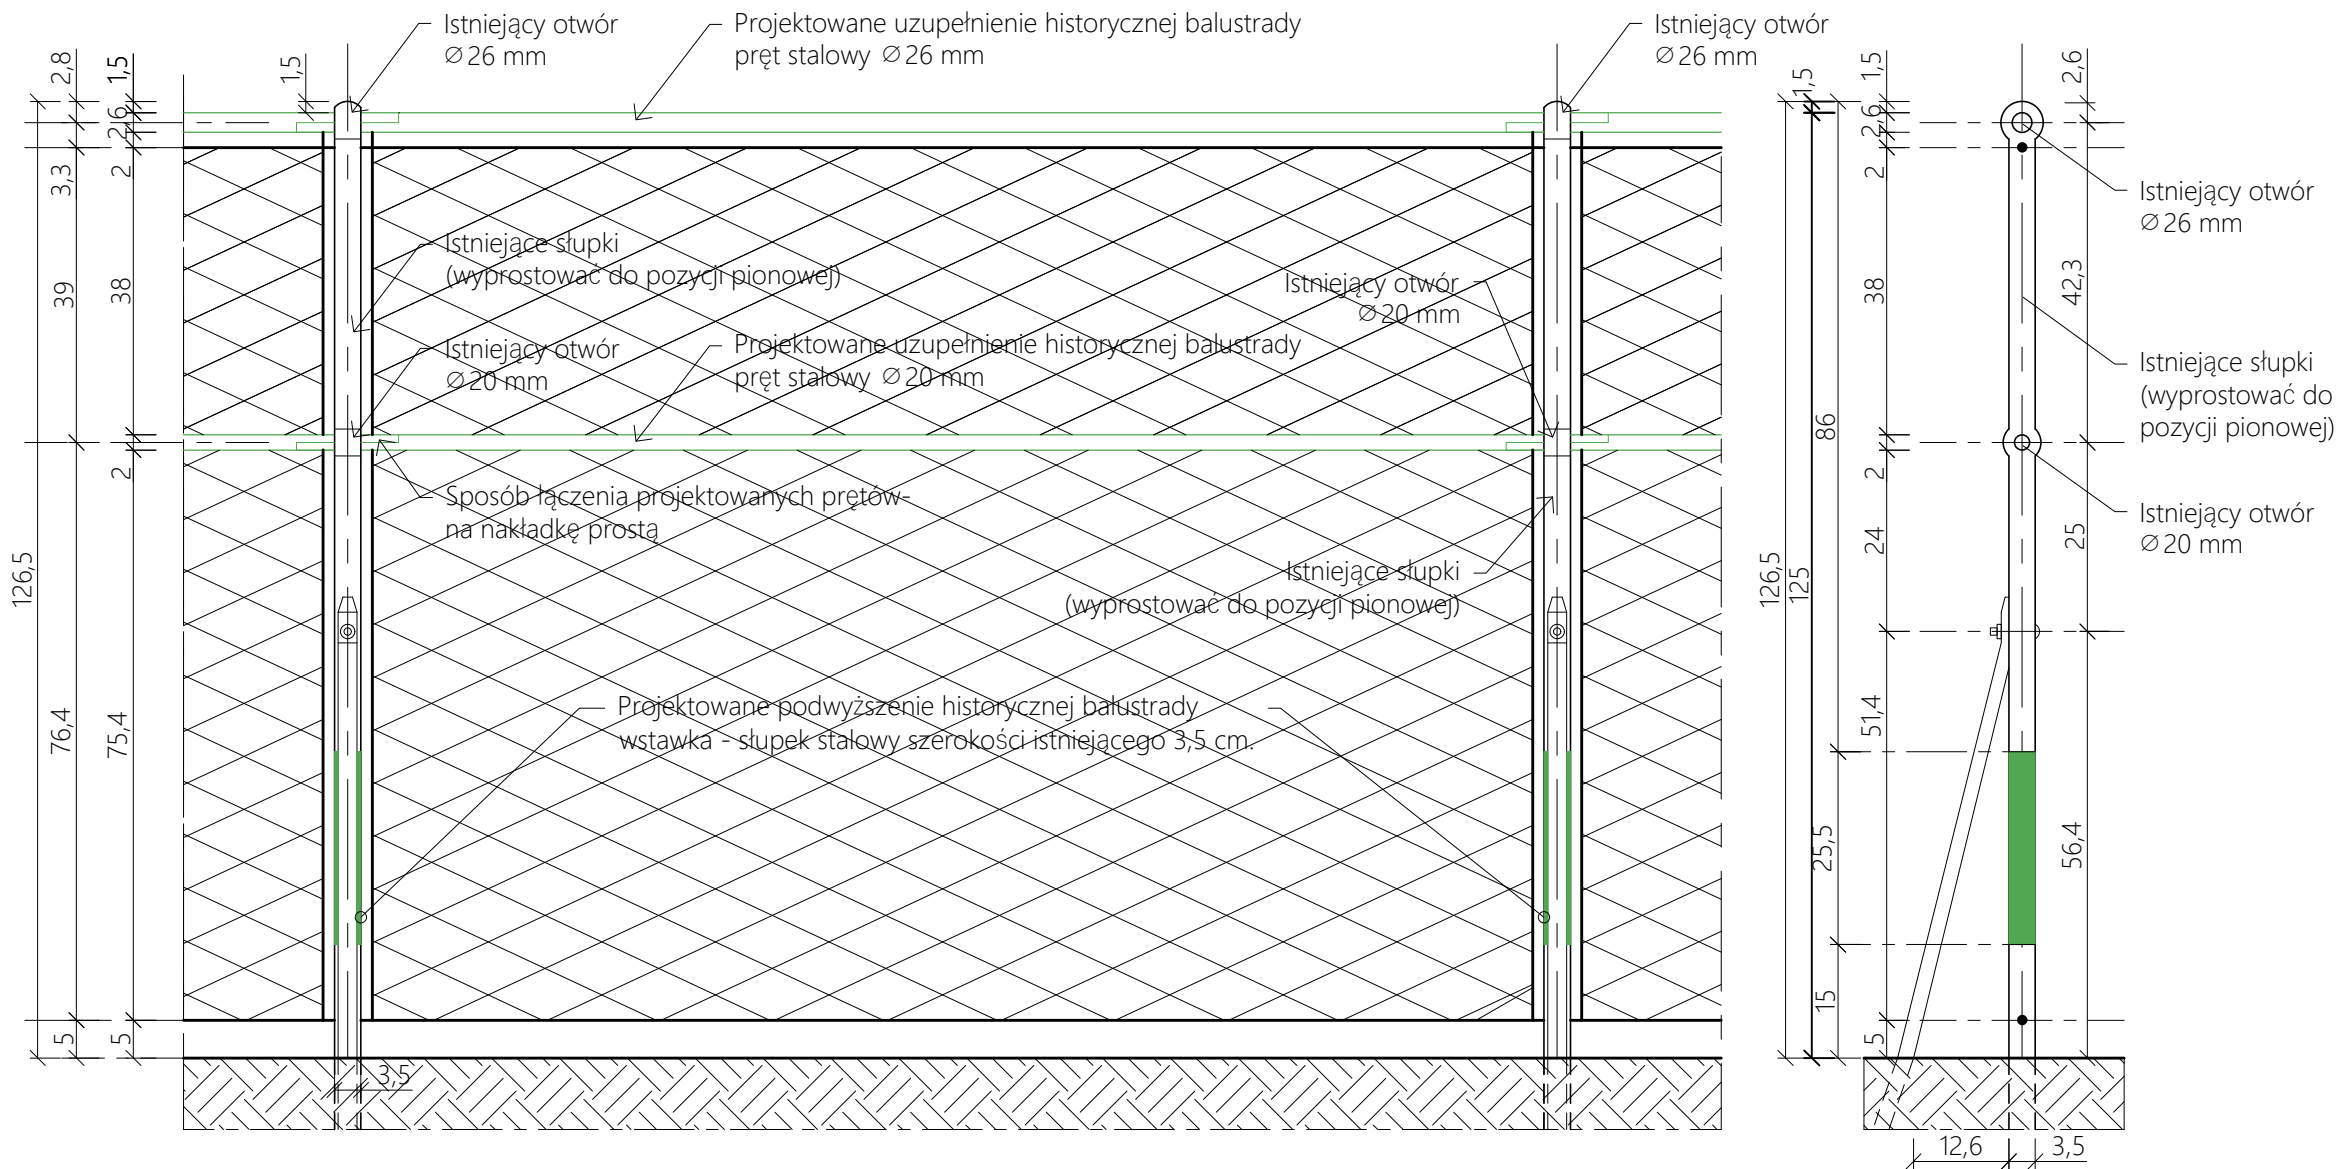 Istniejący otwór
∅26 mm
Projektowane uzupełnienie historycznej balustrady
pręt stalowy ∅26 mm
Istniejący otwór
∅26 mm
2,8
1,5
1,5
2,6
3,3
2
39
38
2
126,5
76,4
75,4
5
5
Istniejące słupki
(wyprostować do pozycji pionowej)
Istniejący otwór
∅20 mm
Projektowane uzupełnienie historycznej balustrady
pręt stalowy ∅20 mm
Istniejący otwór
∅20 mm
Sposób łączenia projektowanych prętów-
na nakładkę prostą
Istniejące słupki
(wyprostować do pozycji pionowej)
Projektowane podwyższenie historycznej balustrady
wstawka - słupek stalowy szerokości istniejącego 3,5 cm.
3,5
1,5
1,5
2,6
2,6
2
38
42,3
86
2
24
25
126,5
125
51,4
25,5
56,4
15
5
12,6
3,5
Istniejący otwór
∅26 mm
Istniejące słupki
(wyprostować do
pozycji pionowej)
Istniejący otwór
∅20 mm